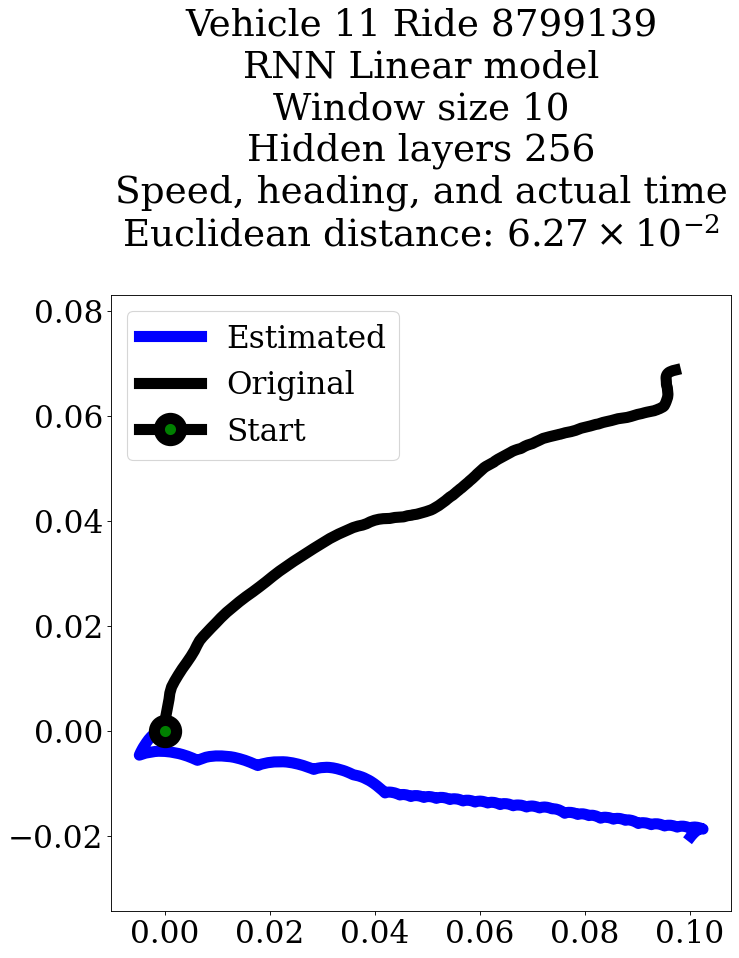 Vehicle 11 Ride 8799139
RNN Linear model
Window size 10
Hidden layers 256
Speed, heading, and actual time
Euclidean distance: 6.27 × 10⁻²
Estimated
Original
Start
0.08
0.06
0.04
0.02
0.00
−0.02
0.00 0.02 0.04 0.06 0.08 0.10